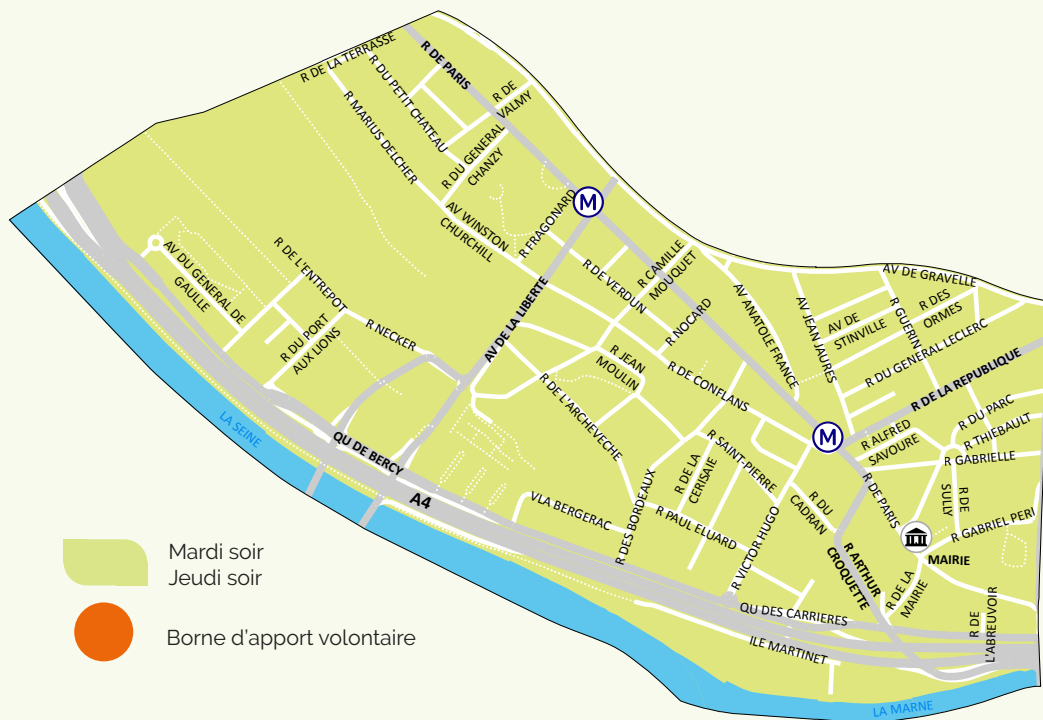 R DE LA TERRASSE
R DE PARIS
R DU PETIT CHATEAU
R DE
VALMY
R MARIUS DELCHER
R DU GENERAL
CHANZY
M
AV WINSTON
CHURCHILL
R FRAGONARD
R DE VERDUN
R CAMILLE
MOUQUET
AV DU GENERAL DE
GAULLE
R DE L'ENTREPOT
R DU PORT
AUX LIONS
R NECKER
AV DE LA LIBERTE
R NOCARD
AV ANATOLE FRANCE
AV JEAN JAURES
AV DE GRAVELLE
R GUERIN
R DES
ORMES
AV DE
STINVILLE
R DU GENERAL LECLERC
R DE LA REPUBLIQUE
R JEAN
MOULIN
R DE CONFLANS
R DE L'ARCHEVECHE
LA SEINE
QU DE BERCY
A4
M
R ALFRED
SAVOURE
R DU PARC
R THIEBAULT
R GABRIELLE
R SAINT-PIERRE
R DE LA
CERISAIE
R DES BORDEAUX
VLA BERGERAC
R PAUL ELUARD
R VICTOR HUGO
R DU
CADRAN
R DE PARIS
R DE
SULLY
R GABRIEL PERI
MAIRIE
R ARTHUR
CROQUETTE
R DE LA
MAIRIE
QU DES CARRIERES
ILE MARTINET
R DE
L'ABREUVOIR
LA MARNE
Mardi soir
Jeudi soir
Borne d'apport volontaire